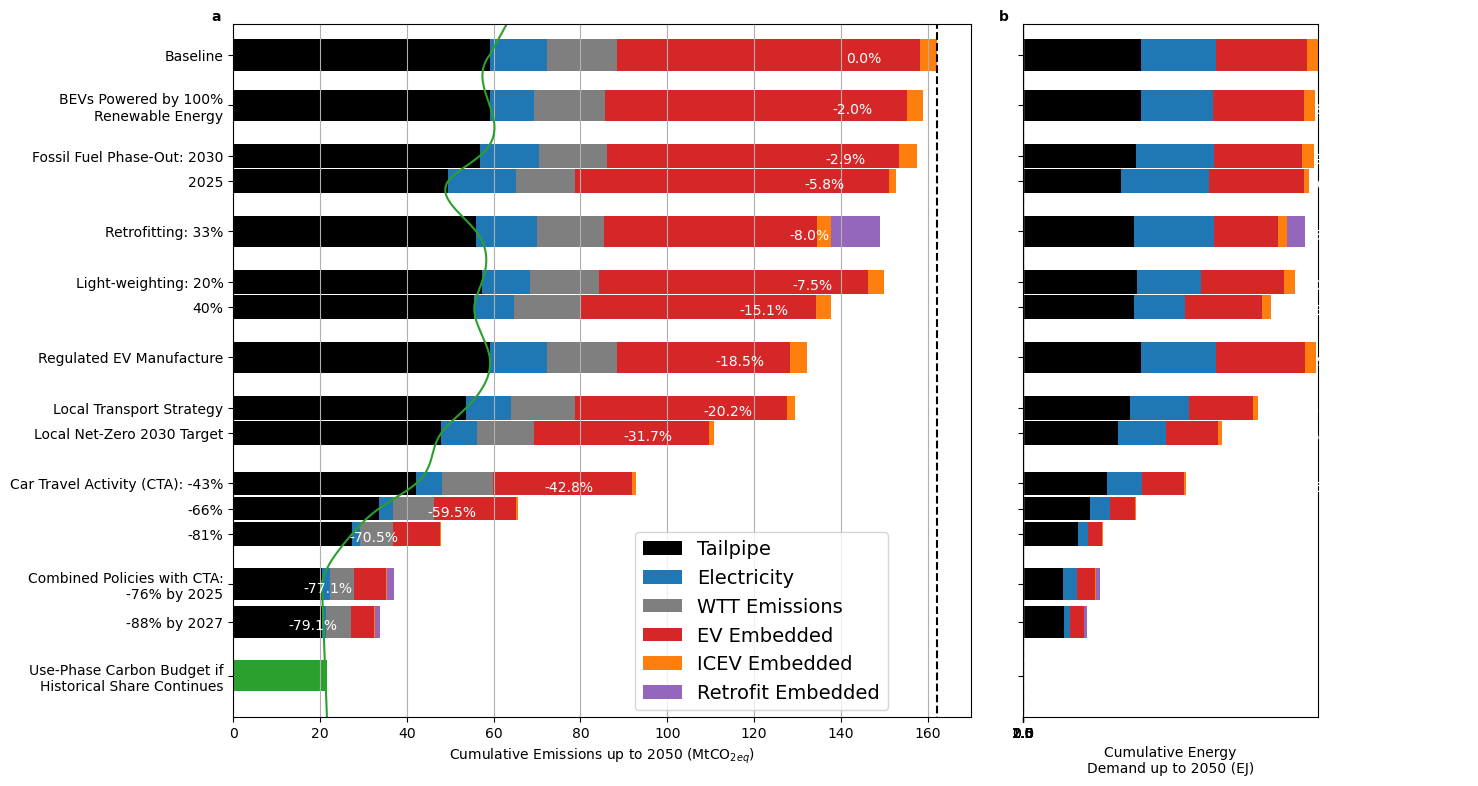 a
b
Baseline
0.0%
BEVs Powered by 100%
Renewable Energy
-2.0%
Fossil Fuel Phase-Out: 2030
-2.9%
2025
-5.8%
Retrofitting: 33%
-8.0%
Light-weighting: 20%
-7.5%
40%
-15.1%
Regulated EV Manufacture
-18.5%
Local Transport Strategy
-20.2%
Local Net-Zero 2030 Target
-31.7%
Car Travel Activity (CTA): -43%
-42.8%
-66%
-59.5%
-81%
-70.5%
Combined Policies with CTA:
-76% by 2025
-77.1%
-88% by 2027
-79.1%
Use-Phase Carbon Budget if
Historical Share Continues
Tailpipe
Electricity
WTT Emissions
EV Embedded
ICEV Embedded
Retrofit Embedded
0 20 40 60 80 100 120 140 160
Cumulative Emissions up to 2050 (MtCO2eq)
Cumulative Energy
Demand up to 2050 (EJ)